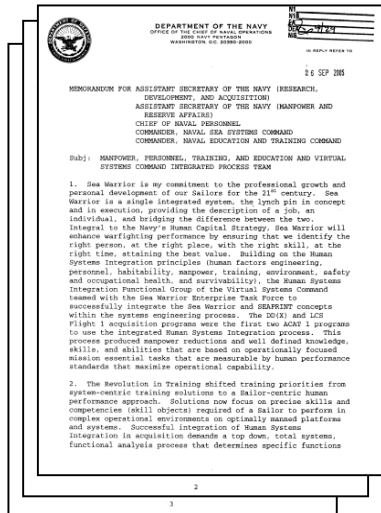 DEPARTMENT OF THE NAVY
OFFICE OF THE CHIEF OF NAVAL OPERATIONS
2000 NAVY PENTAGON
WASHINGTON, D.C. 20350-2000
IN REPLY REFER TO
26 SEP 2005
MEMORANDUM FOR ASSISTANT SECRETARY OF THE NAVY (RESEARCH,
DEVELOPMENT, AND ACQUISITION)
ASSISTANT SECRETARY OF THE NAVY (MANPOWER AND
RESERVE AFFAIRS)
CHIEF OF NAVAL PERSONNEL
COMMANDER, NAVAL SEA SYSTEMS COMMAND
COMMANDER, NAVAL EDUCATION AND TRAINING COMMAND
Subj: MANPOWER, PERSONNEL, TRAINING, AND EDUCATION AND VIRTUAL
SYSTEMS COMMAND INTEGRATED PROCESS TEAM
1. Sea Warrior is my commitment to the professional growth and
personal development of our Sailors for the 21st century. Sea
Warrior is a single integrated system, the lynch pin in concept
and in execution, providing the description of a job, an
individual, and bridging the difference between the two.
Integral to the Navy's Human Capital Strategy, Sea Warrior will
enhance warfighting performance by ensuring that we identify the
right person, at the right place, with the right skill, at the
right time, attaining the best value. Building on the Human
Systems Integration principles (human factors engineering,
personnel, habitability, manpower, training, environment, safety
and occupational health, and survivability), the Human Systems
Integration Functional Group of the Virtual Systems Command
teamed with the Sea Warrior Enterprise Task Force to
successfully integrate the Sea Warrior and SEAPRINT concepts
within the systems engineering process. The DD(X) and LCS
Flight 1 acquisition programs were the first two ACAT 1 programs
to use the integrated Human Systems Integration process. This
process produced manpower reductions and well defined knowledge,
skills, and abilities that are based on operationally focused
mission essential tasks that are measurable by human performance
standards that maximize operational capability.
2. The Revolution in Training shifted training priorities from
system-centric training solutions to a Sailor-centric human
performance approach. Solutions now focus on precise skills and
competencies (skill objects) required of a Sailor to perform in
complex operational environments on optimally manned platforms
and systems. Successful integration of Human Systems
Integration in acquisition demands a top down, total systems,
functional analysis process that determines specific functions
2
3